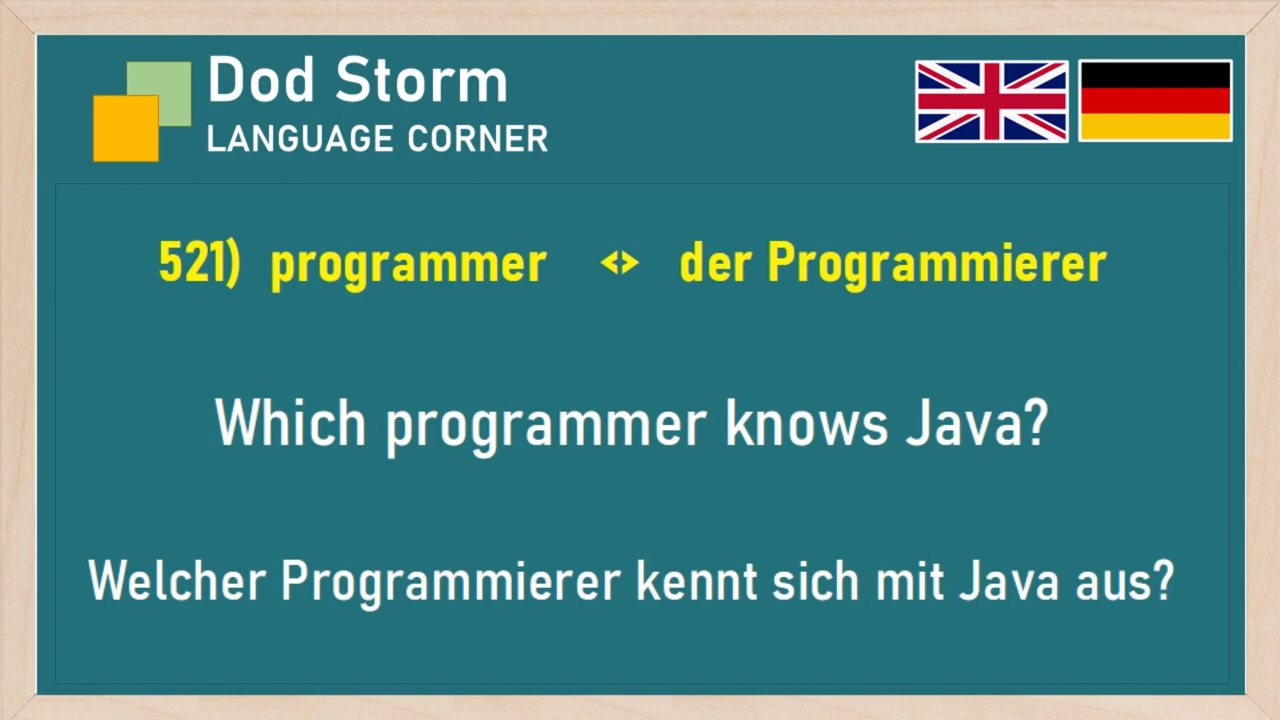 Dod Storm
LANGUAGE CORNER
521) programmer <> der Programmierer
Which programmer knows Java?
Welcher Programmierer kennt sich mit Java aus?